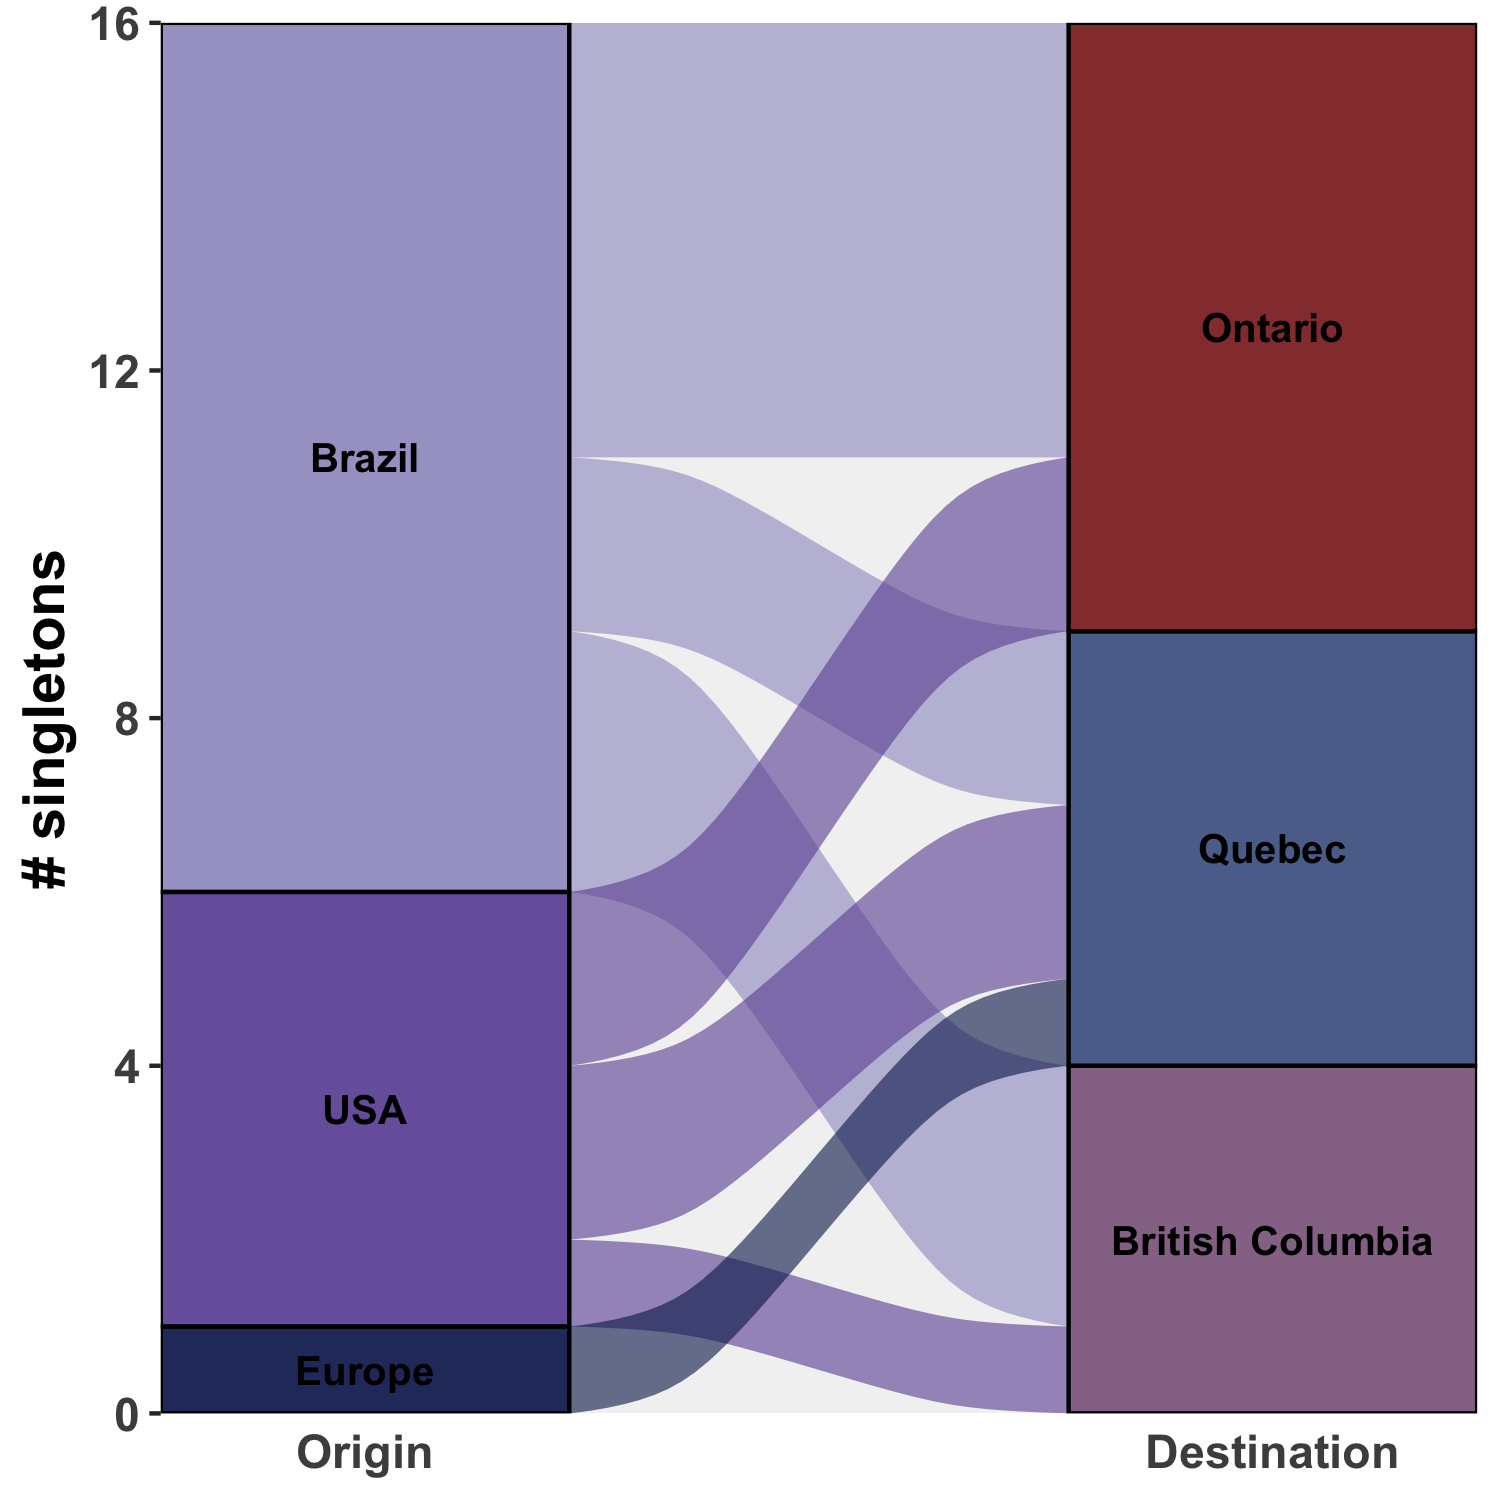 # singletons
16
12
8
4
0
Brazil
USA
Europe
Ontario
Quebec
British Columbia
Origin
Destination